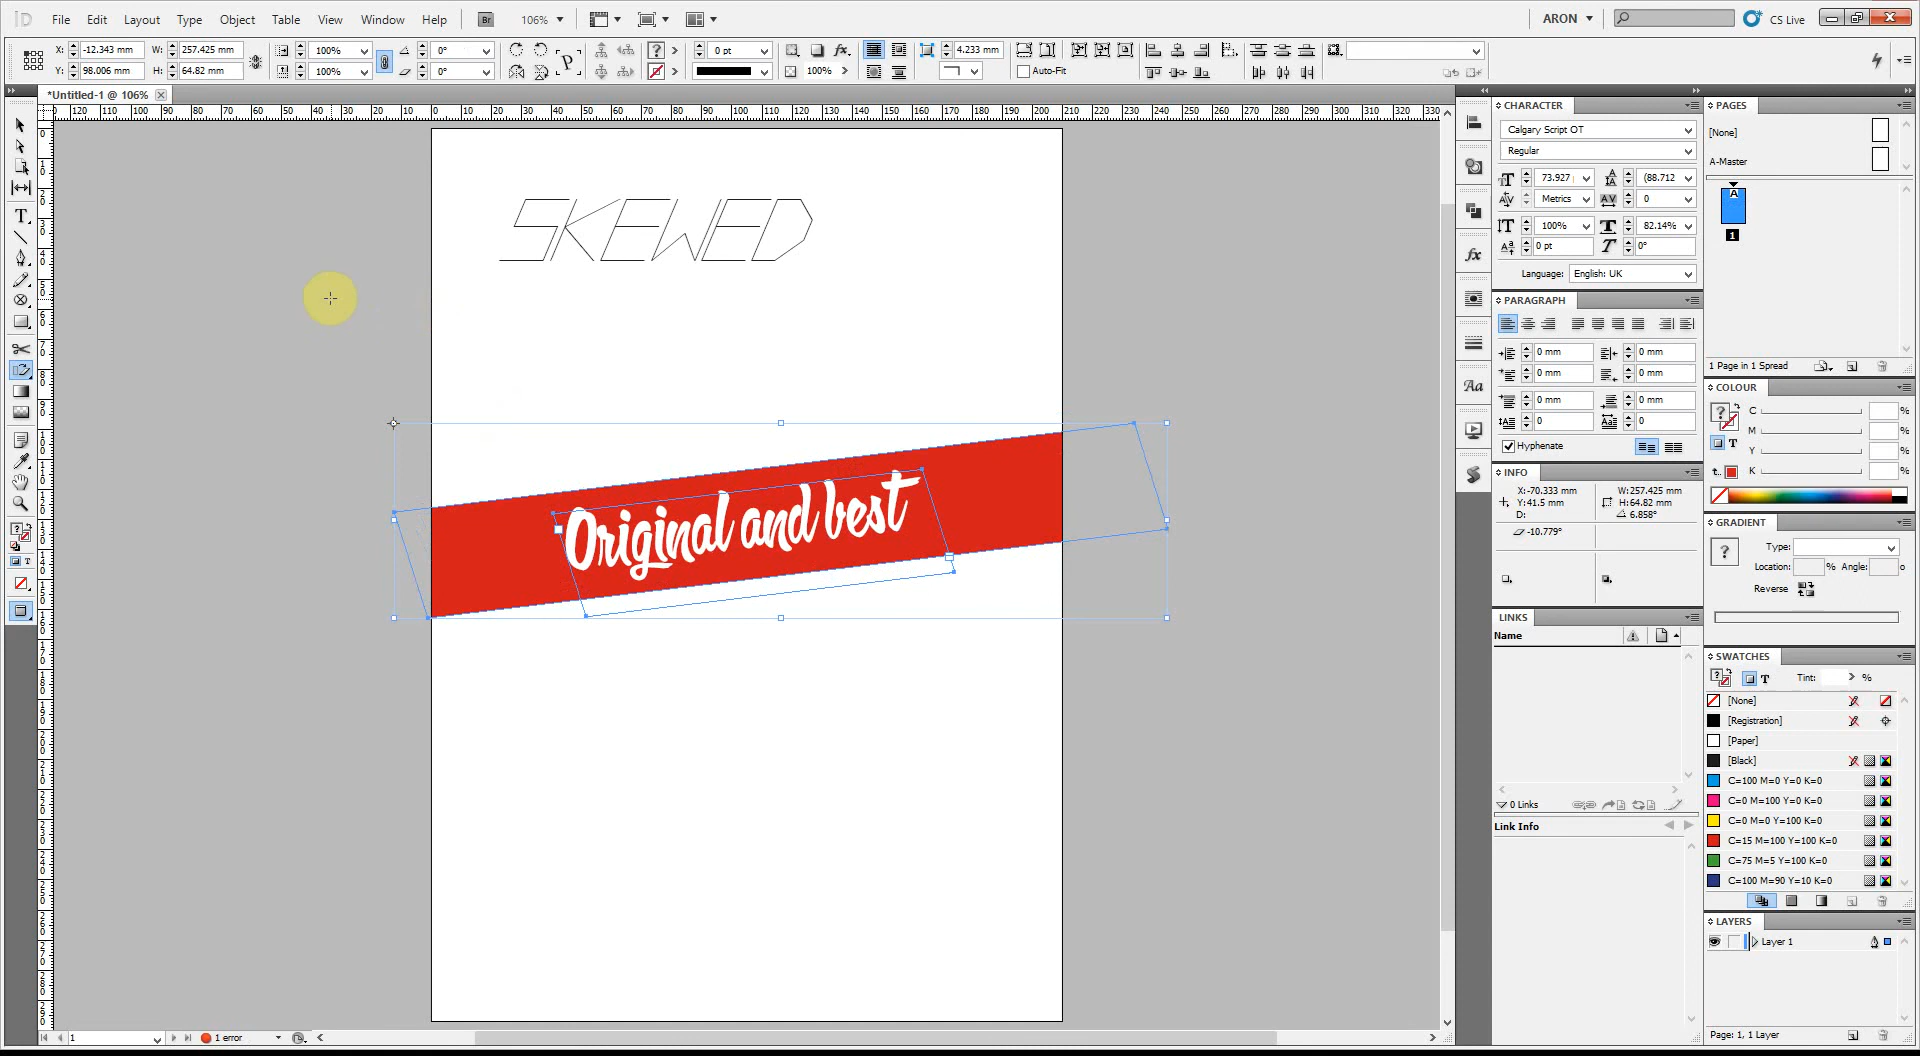 File Edit Layout Type Object Table View Window Help Br 106% ARON CS Live
X: -12.343 mm W: 257.425 mm 100% 0° 0 pt 4.233 mm
Y: 98.006 mm H: 64.82 mm 100% 0° 100% Auto-Fit
*Untitled-1 @ 106%
SKEWED
Original and best
1 1 error
CHARACTER
Calgary Script OT
Regular
73.927 (88.712
Metrics 0
100% 82.14%
0 pt 0°
Language: English: UK
PARAGRAPH
0 mm 0 mm
0 mm 0 mm
0 mm 0 mm
0 0
Hyphenate
INFO
X: -70.333 mm W: 257.425 mm
Y: 41.5 mm H: 64.82 mm
D: 6.858°
-10.779°
LINKS
Name
0 Links
Link Info
PAGES
[None]
A-Master
A
1
1 Page in 1 Spread
COLOUR
C %
M %
Y %
K %
GRADIENT
Type:
Location: % Angle: o
Reverse
SWATCHES
T Tint: %
[None]
[Registration]
[Paper]
[Black]
C=100 M=0 Y=0 K=0
C=0 M=100 Y=0 K=0
C=0 M=0 Y=100 K=0
C=15 M=100 Y=100 K=0
C=75 M=5 Y=100 K=0
C=100 M=90 Y=10 K=0
LAYERS
Layer 1
Page: 1, 1 Layer